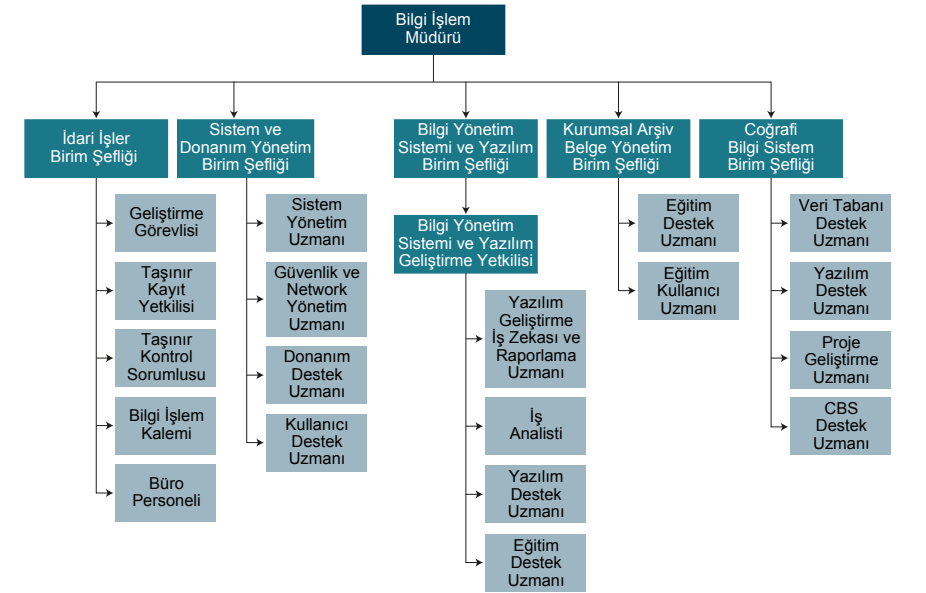 Bilgi İşlem
Müdürü
İdari İşler
Birim Şefliği
Sistem ve
Donanım Yönetim
Birim Şefliği
Bilgi Yönetim
Sistemi ve Yazılım
Birim Şefliği
Kurumsal Arşiv
Belge Yönetim
Birim Şefliği
Coğrafi
Bilgi Sistem
Birim Şefliği
Geliştirme
Görevlisi
Taşınır
Kayıt
Yetkilisi
Taşınır
Kontrol
Sorumlusu
Bilgi İşlem
Kalemi
Büro
Personeli
Sistem
Yönetim
Uzmanı
Güvenlik ve
Network
Yönetim
Uzmanı
Donanım
Destek
Uzmanı
Kullanıcı
Destek
Uzmanı
Bilgi Yönetim
Sistemi ve Yazılım
Geliştirme Yetkilisi
Yazılım
Geliştirme
İş Zekası ve
Raporlama
Uzmanı
İş
Analisti
Yazılım
Destek
Uzmanı
Eğitim
Destek
Uzmanı
Eğitim
Destek
Uzmanı
Eğitim
Kullanıcı
Uzmanı
Veri Tabanı
Destek
Uzmanı
Yazılım
Destek
Uzmanı
Proje
Geliştirme
Uzmanı
CBS
Destek
Uzmanı